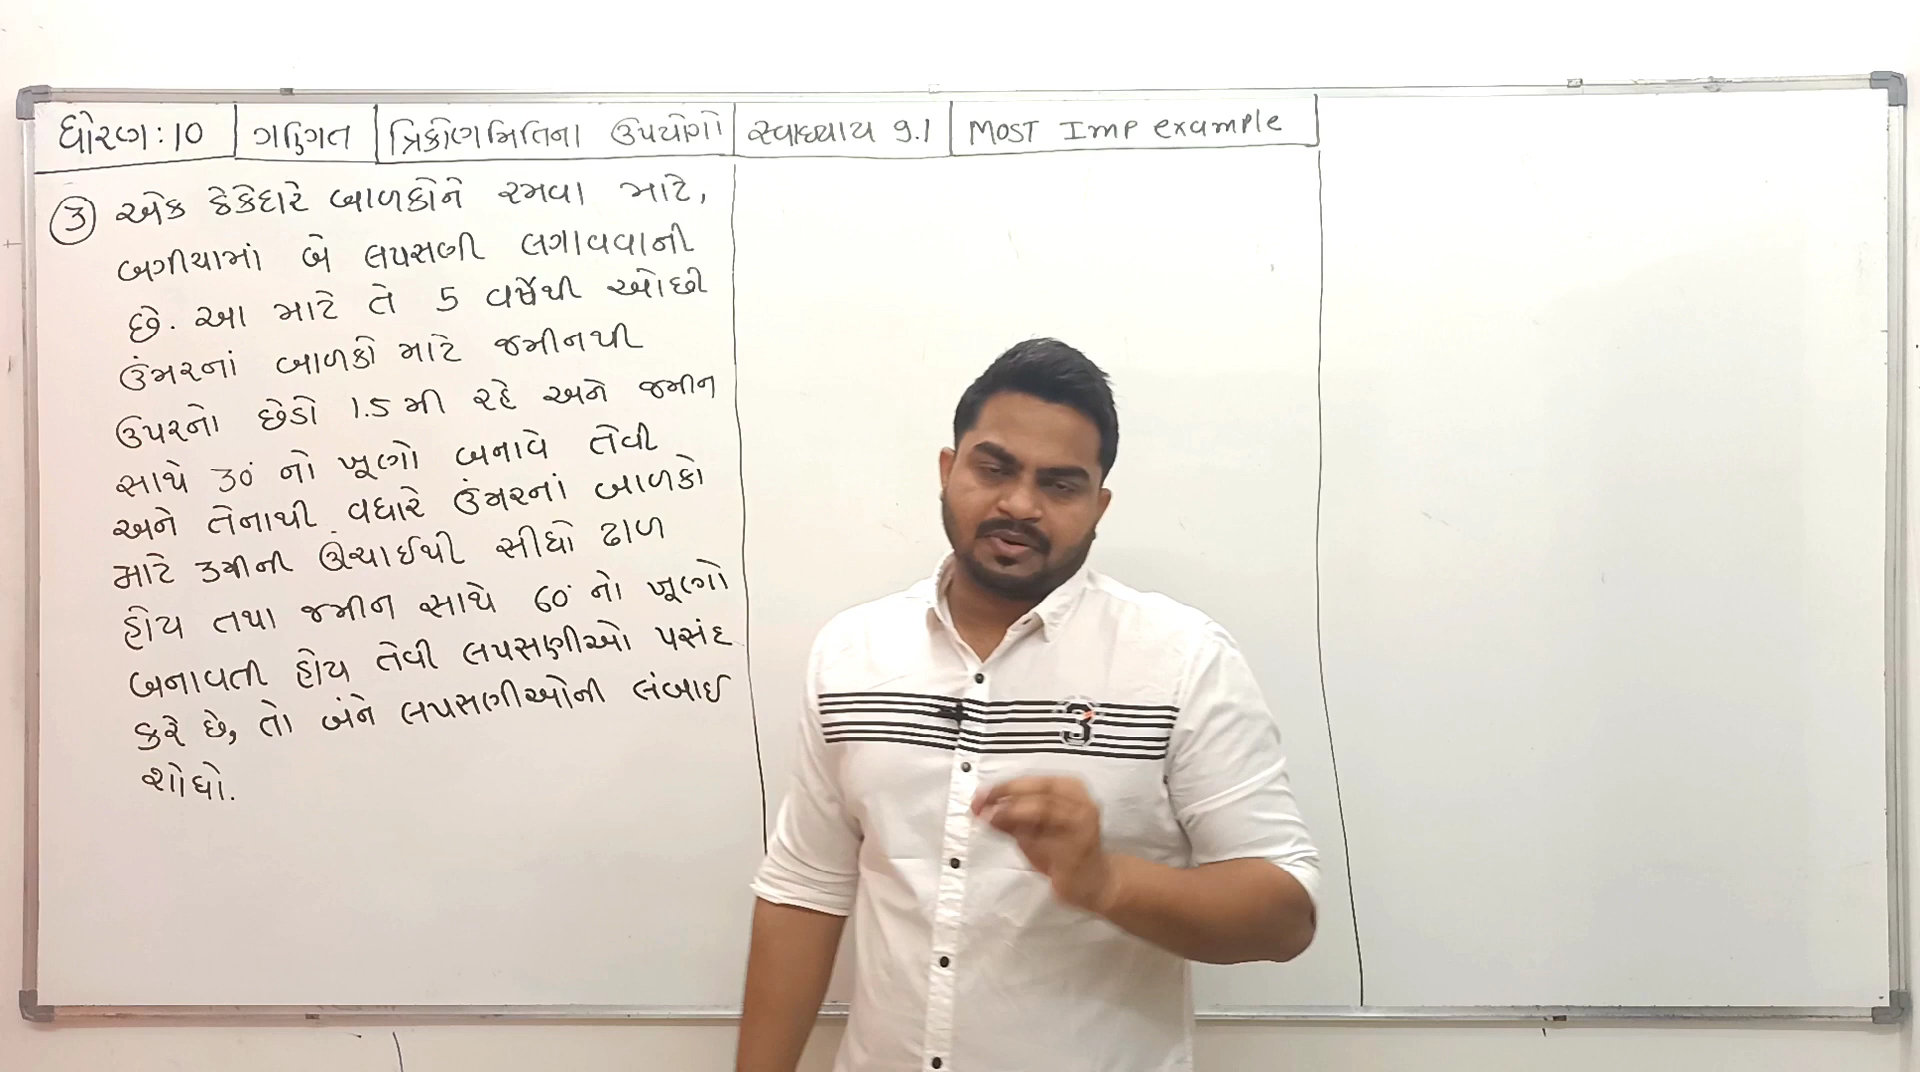 ધોરણ : 10 | ગણિત | ત્રિકોણમિતિના ઉપયોગો | સ્વાધ્યાય 9.1 | MOST Imp example
③ એક ઠેકેદારે બાળકોને રમવા માટે,
બગીચામાં બે લપસણી લગાવવાની
છે. આ માટે તે 5 વર્ષથી ઓછી
ઉંમરનાં બાળકો માટે જમીનથી
ઉપરનો છેડો 1.5 મી રહે અને જમીન
સાથે 30° નો ખૂણો બનાવે તેવી
અને તેનાથી વધારે ઉંમરનાં બાળકો
માટે 3મીની ઊંચાઈથી સીધો ઢાળ
હોય તથા જમીન સાથે 60° નો ખૂણો
બનાવતી હોય તેવી લપસણીઓ પસંદ
કરે છે, તો બંને લપસણીઓની લંબાઈ
શોધો.
3